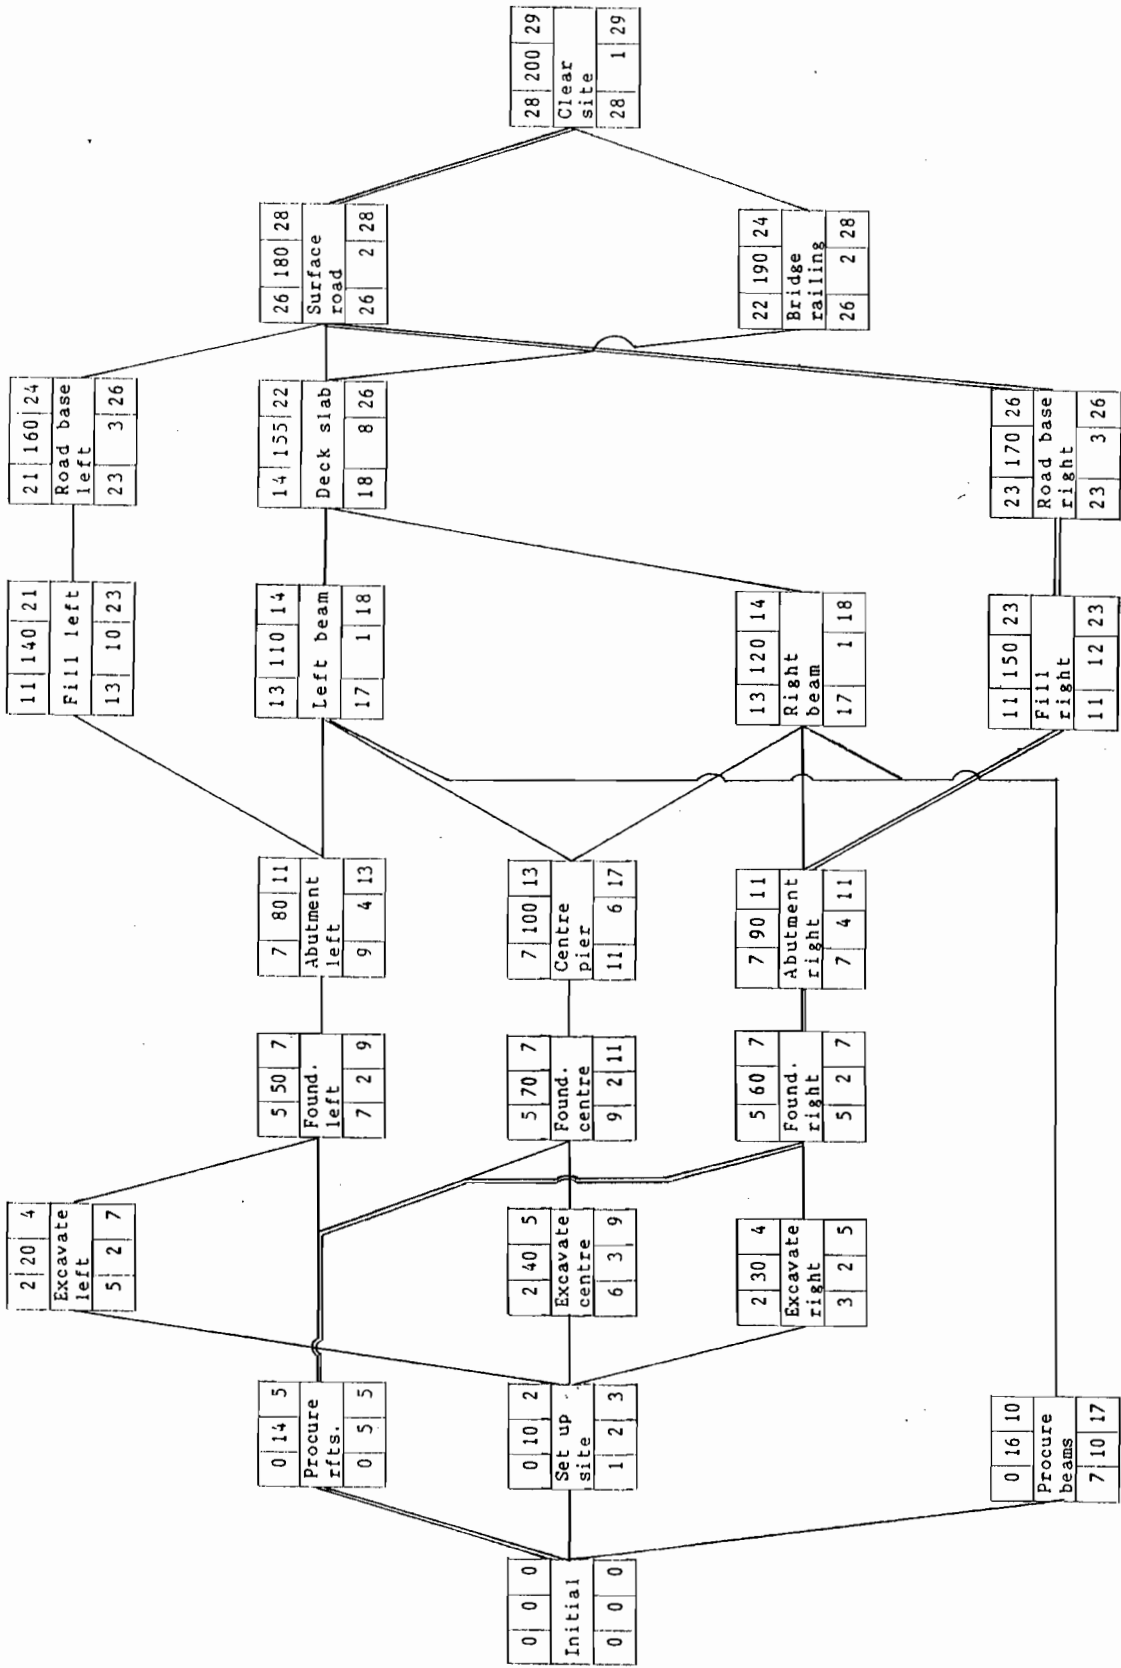 0 0 0
Initial
0 0 0
0 14 5
Procure
rfts.
0 5 5
0 10 2
Set up
site
1 2 3
0 16 10
Procure
beams
7 10 17
2 20 4
Excavate
left
5 2 7
2 40 5
Excavate
centre
6 3 9
2 30 4
Excavate
right
3 2 5
5 50 7
Found.
left
7 2 9
5 70 7
Found.
centre
9 2 11
5 60 7
Found.
right
5 2 7
7 80 11
Abutment
left
9 4 13
7 100 13
Centre
pier
11 6 17
7 90 11
Abutment
right
7 4 11
11 140 21
Fill left
13 10 23
13 110 14
Left beam
17 1 18
13 120 14
Right
beam
17 1 18
11 150 23
Fill
right
11 12 23
21 160 24
Road base
left
23 3 26
14 155 22
Deck slab
18 8 26
23 170 26
Road base
right
23 3 26
26 180 28
Surface
road
26 2 28
22 190 24
Bridge
railing
26 2 28
28 200 29
Clear
site
28 1 29